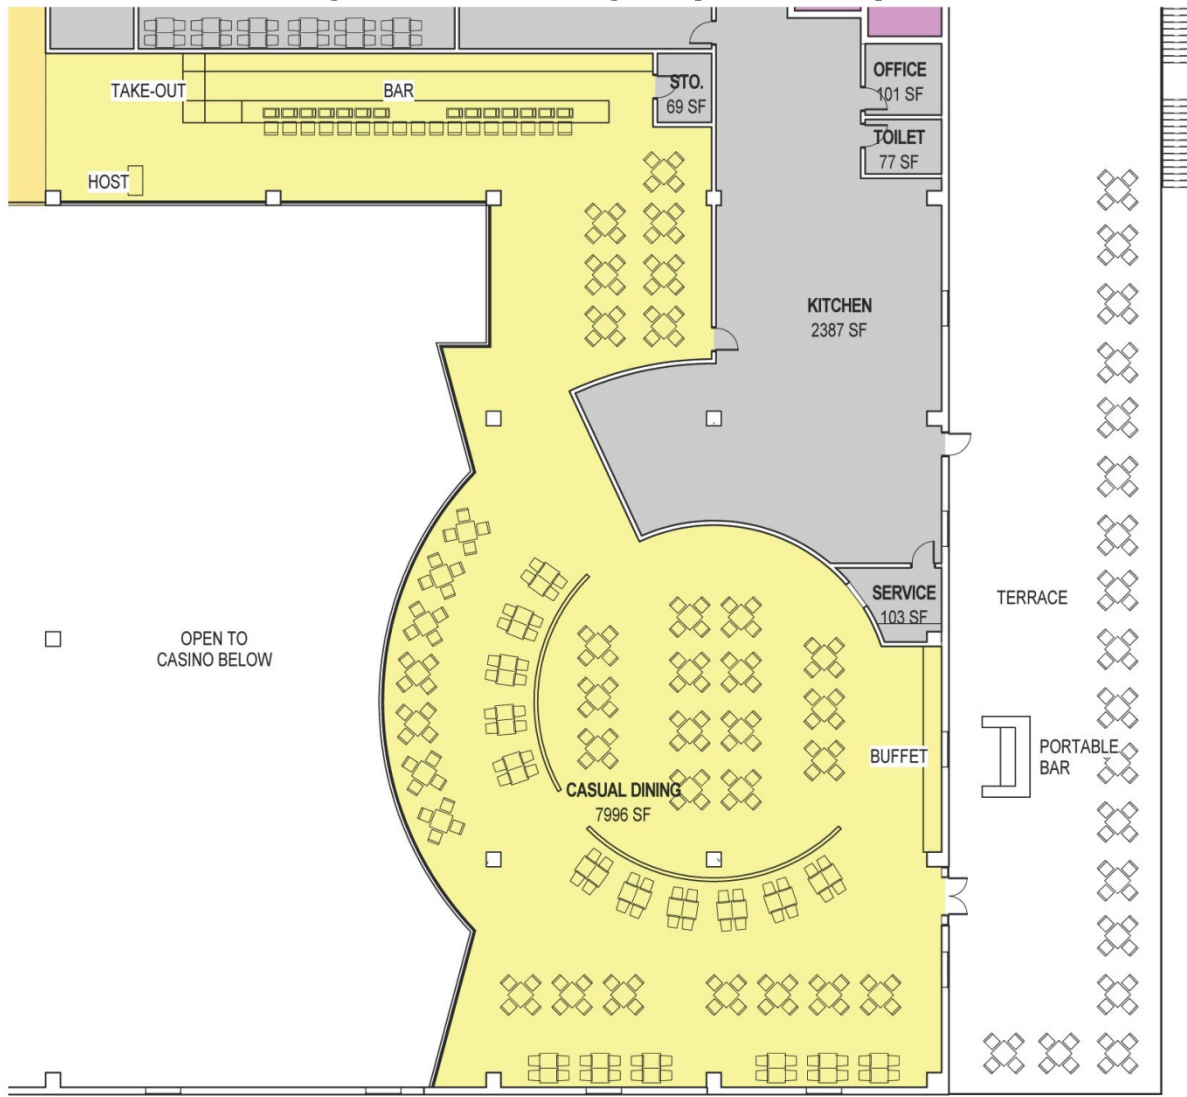 TAKE-OUT
BAR
STO.
69 SF
OFFICE
101 SF
TOILET
77 SF
HOST
KITCHEN
2387 SF
SERVICE
103 SF
TERRACE
OPEN TO
CASINO BELOW
PORTABLE
BAR
BUFFET
CASUAL DINING
7996 SF